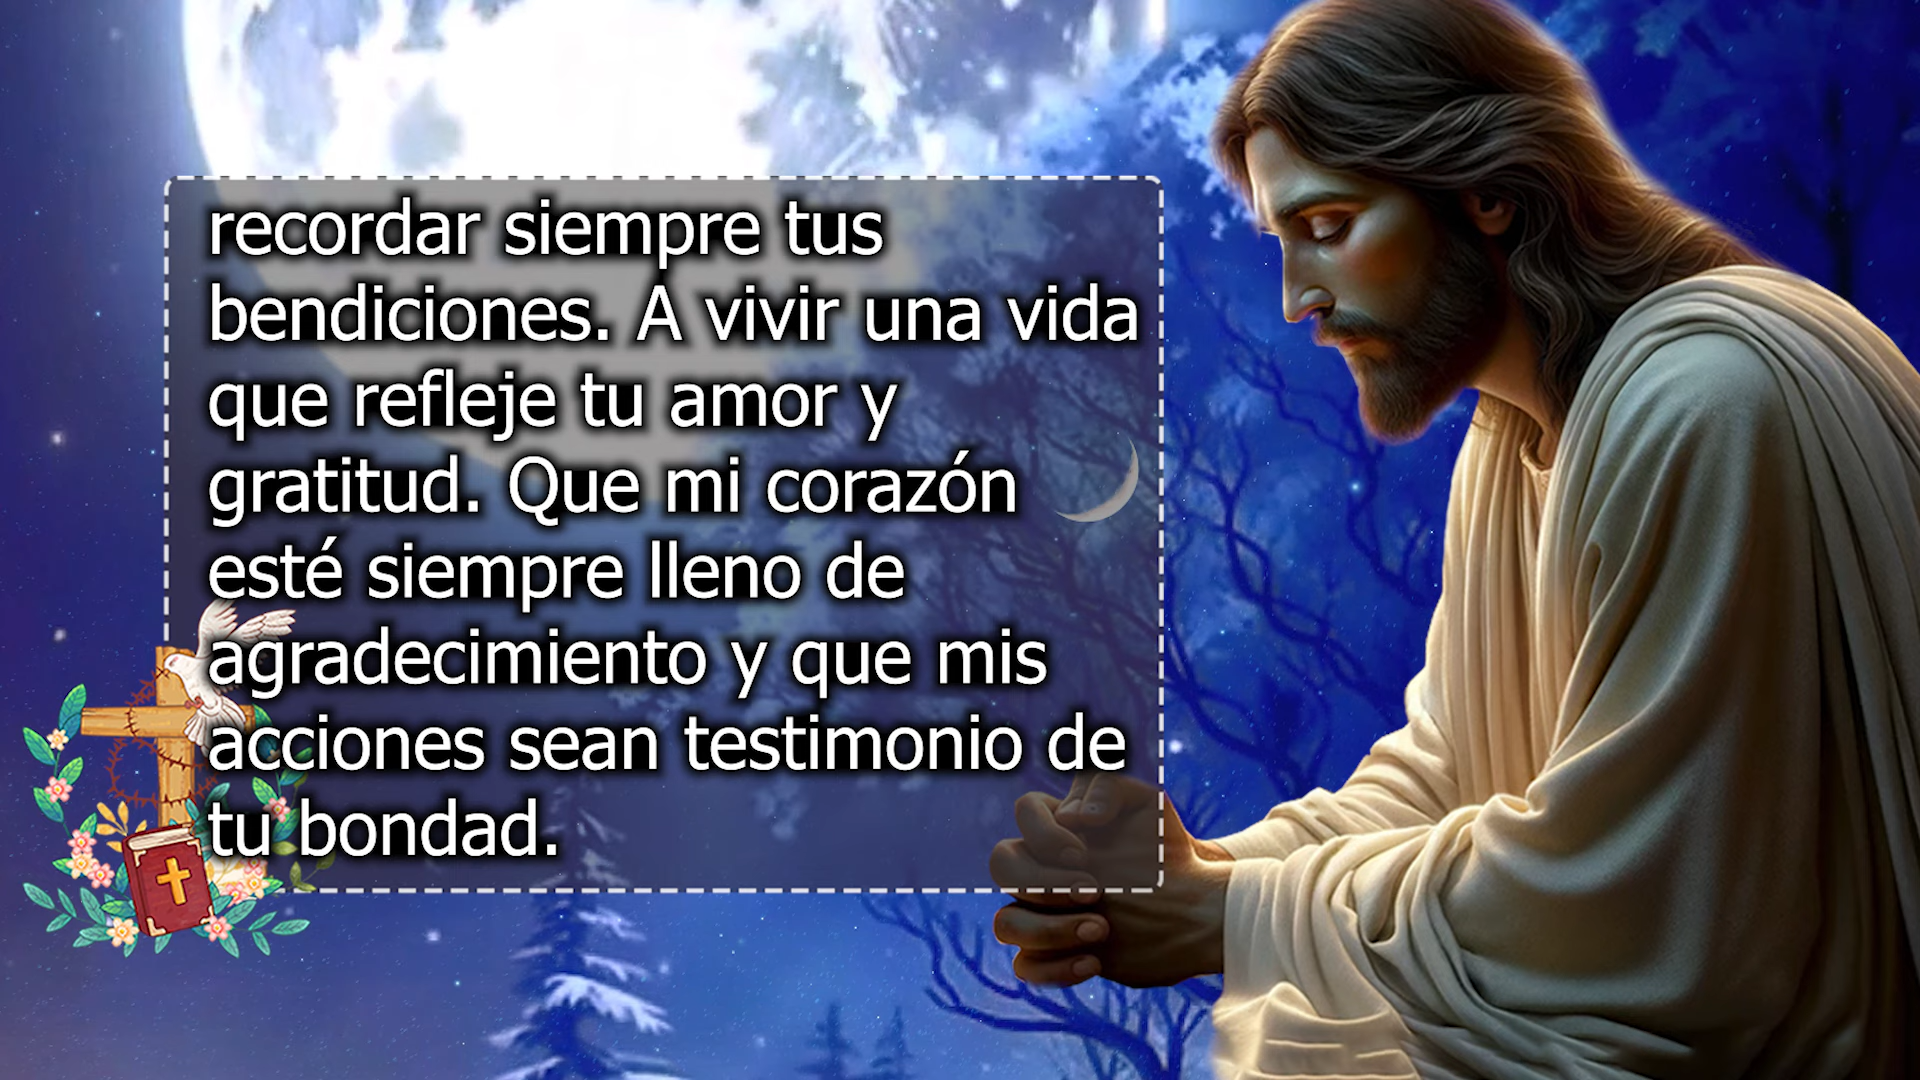 recordar siempre tus
bendiciones. A vivir una vida
que refleje tu amor y
gratitud. Que mi corazón
esté siempre lleno de
agradecimiento y que mis
acciones sean testimonio de
tu bondad.